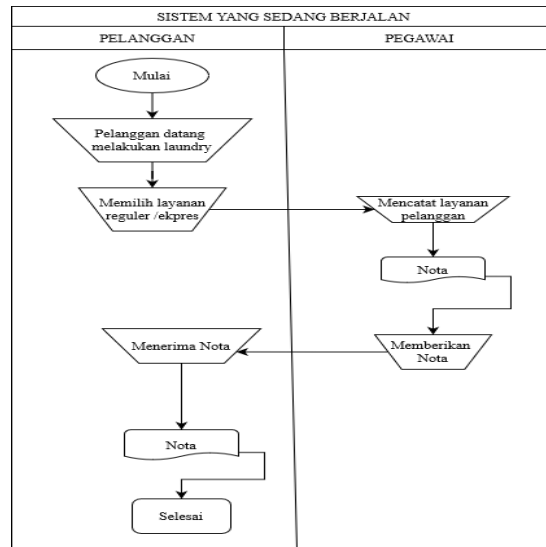 SISTEM YANG SEDANG BERJALAN
PELANGGAN
PEGAWAI
Mulai
Pelanggan datang
melakukan laundry
Memilih layanan
reguler /ekpres
Mencatat layanan
pelanggan
Nota
Memberikan
Nota
Menerima Nota
Nota
Selesai